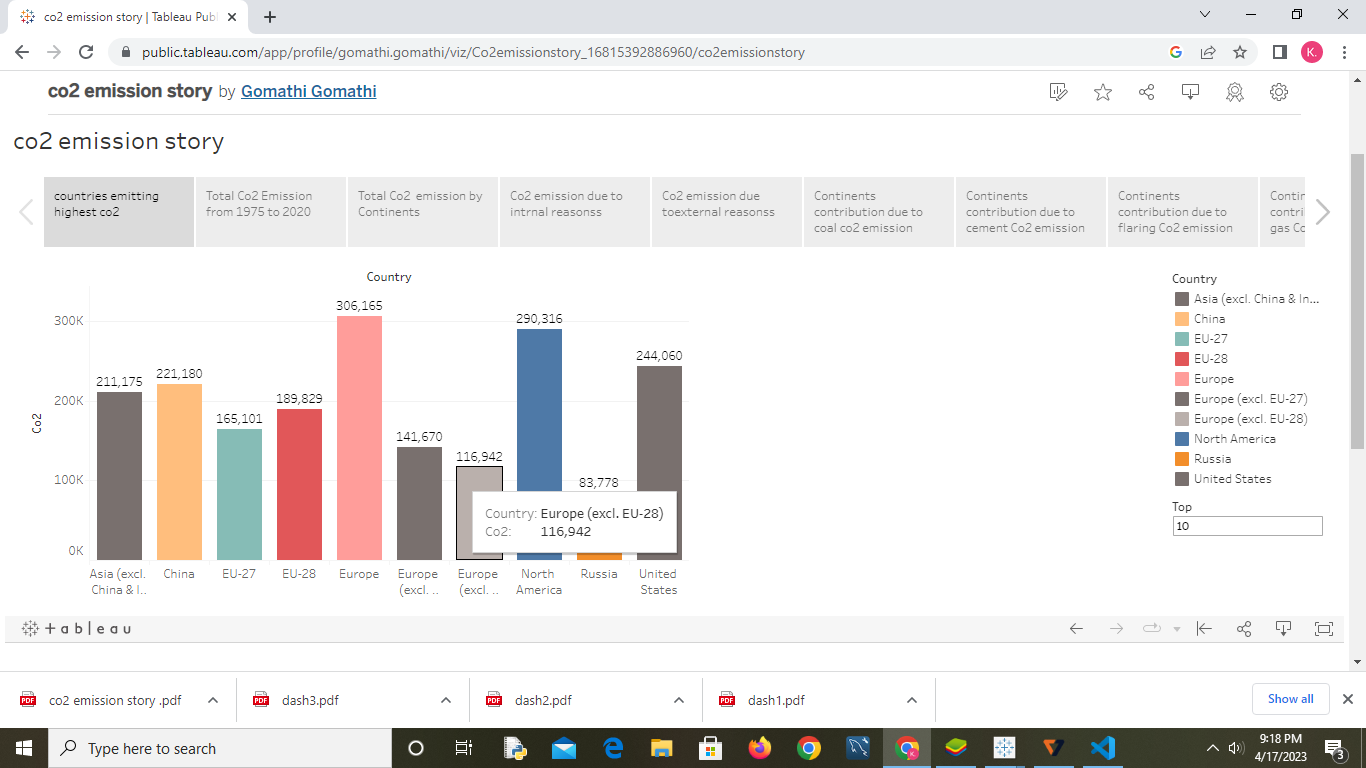 co2 emission story | Tableau Publ
public.tableau.com/app/profile/gomathi.gomathi/viz/Co2emissionstory_16815392886960/co2emissionstory
K.
co2 emission story by Gomathi Gomathi
co2 emission story
countries emitting
highest co2
Total Co2 Emission
from 1975 to 2020
Total Co2 emission by
Continents
Co2 emission due to
intrnal reasonss
Co2 emission due
toexternal reasonss
Continents
contribution due to
coal co2 emission
Continents
contribution due to
cement Co2 emission
Continents
contribution due to
flaring Co2 emission
Contin
contri
gas Co
Country
Co2
300K
200K
100K
0K
211,175
221,180
165,101
189,829
306,165
141,670
116,942
290,316
83,778
244,060
Country: Europe (excl. EU-28)
Co2: 116,942
Asia (excl.
China & I..
China
EU-27
EU-28
Europe
Europe
(excl. ..
Europe
(excl. ..
North
America
Russia
United
States
Country
Asia (excl. China & In...
China
EU-27
EU-28
Europe
Europe (excl. EU-27)
Europe (excl. EU-28)
North America
Russia
United States
Top
10
+ a b | e a u
co2 emission story .pdf
dash3.pdf
dash2.pdf
dash1.pdf
Show all
Type here to search
9:18 PM
4/17/2023
3